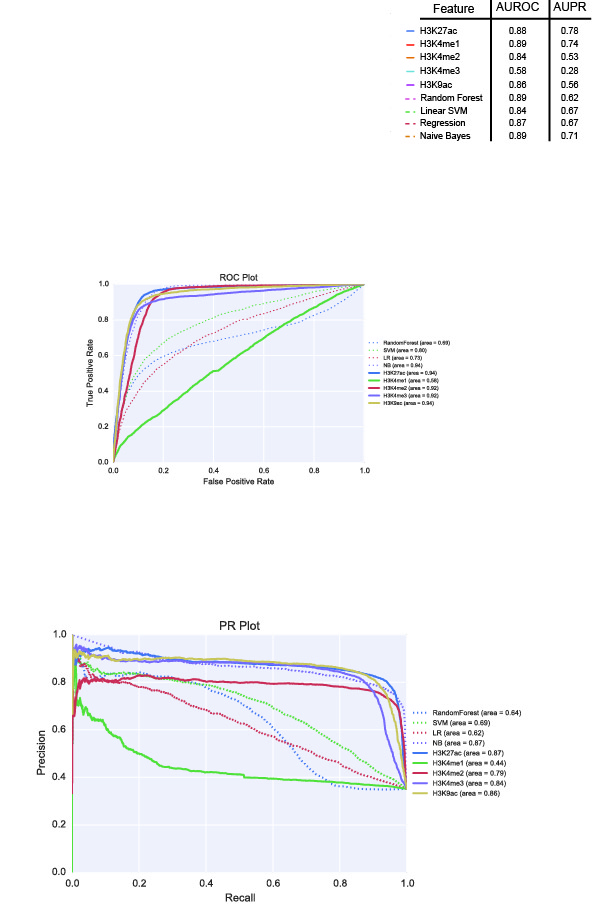 Feature AUROC AUPR
H3K27ac 0.88 0.78
H3K4me1 0.89 0.74
H3K4me2 0.84 0.53
H3K4me3 0.58 0.28
H3K9ac 0.86 0.56
Random Forest 0.89 0.62
Linear SVM 0.84 0.67
Regression 0.87 0.67
Naive Bayes 0.89 0.71
ROC Plot
1.0
0.8
0.6
0.4
0.2
0.0
True Positive Rate
0.0 0.2 0.4 0.6 0.8 1.0
False Positive Rate
RandomForest (area = 0.69)
SVM (area = 0.80)
LR (area = 0.73)
NB (area = 0.94)
H3K27ac (area = 0.94)
H3K4me1 (area = 0.56)
H3K4me2 (area = 0.92)
H3K4me3 (area = 0.92)
H3K9ac (area = 0.94)
PR Plot
1.0
0.8
0.6
0.4
0.2
0.0
Precision
0.0 0.2 0.4 0.6 0.8 1.0
Recall
RandomForest (area = 0.64)
SVM (area = 0.69)
LR (area = 0.62)
NB (area = 0.87)
H3K27ac (area = 0.87)
H3K4me1 (area = 0.44)
H3K4me2 (area = 0.79)
H3K4me3 (area = 0.84)
H3K9ac (area = 0.86)